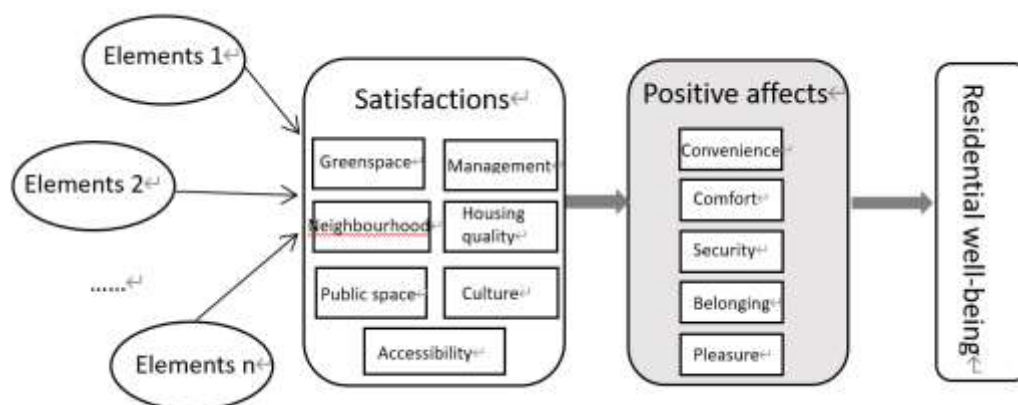 Elements 1
Elements 2
......
Elements n
Satisfactions
Greenspace
Management
Neighbourhood
Housing
quality
Public space
Culture
Accessibility
Positive affects
Convenience
Comfort
Security
Belonging
Pleasure
Residential well-being